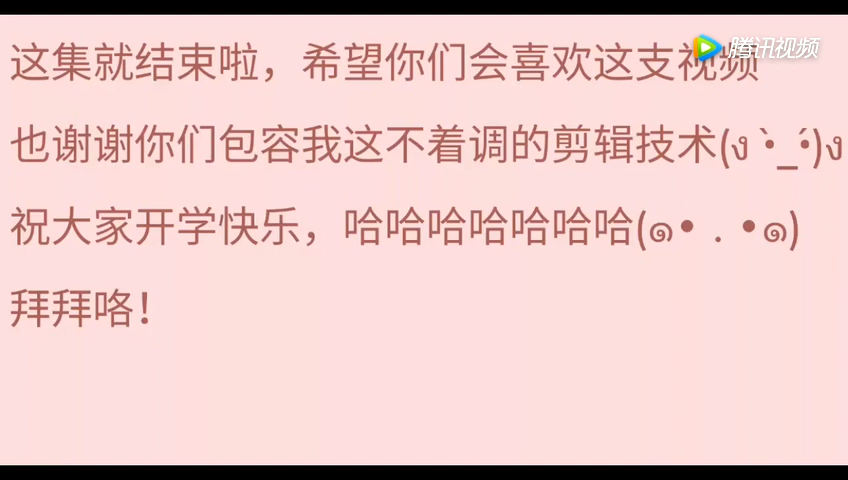 腾讯视频
这集就结束啦，希望你们会喜欢这支视频
也谢谢你们包容我这不着调的剪辑技术(ง •̀_•́)ง
祝大家开学快乐，哈哈哈哈哈哈哈(๑• . •๑)
拜拜咯！